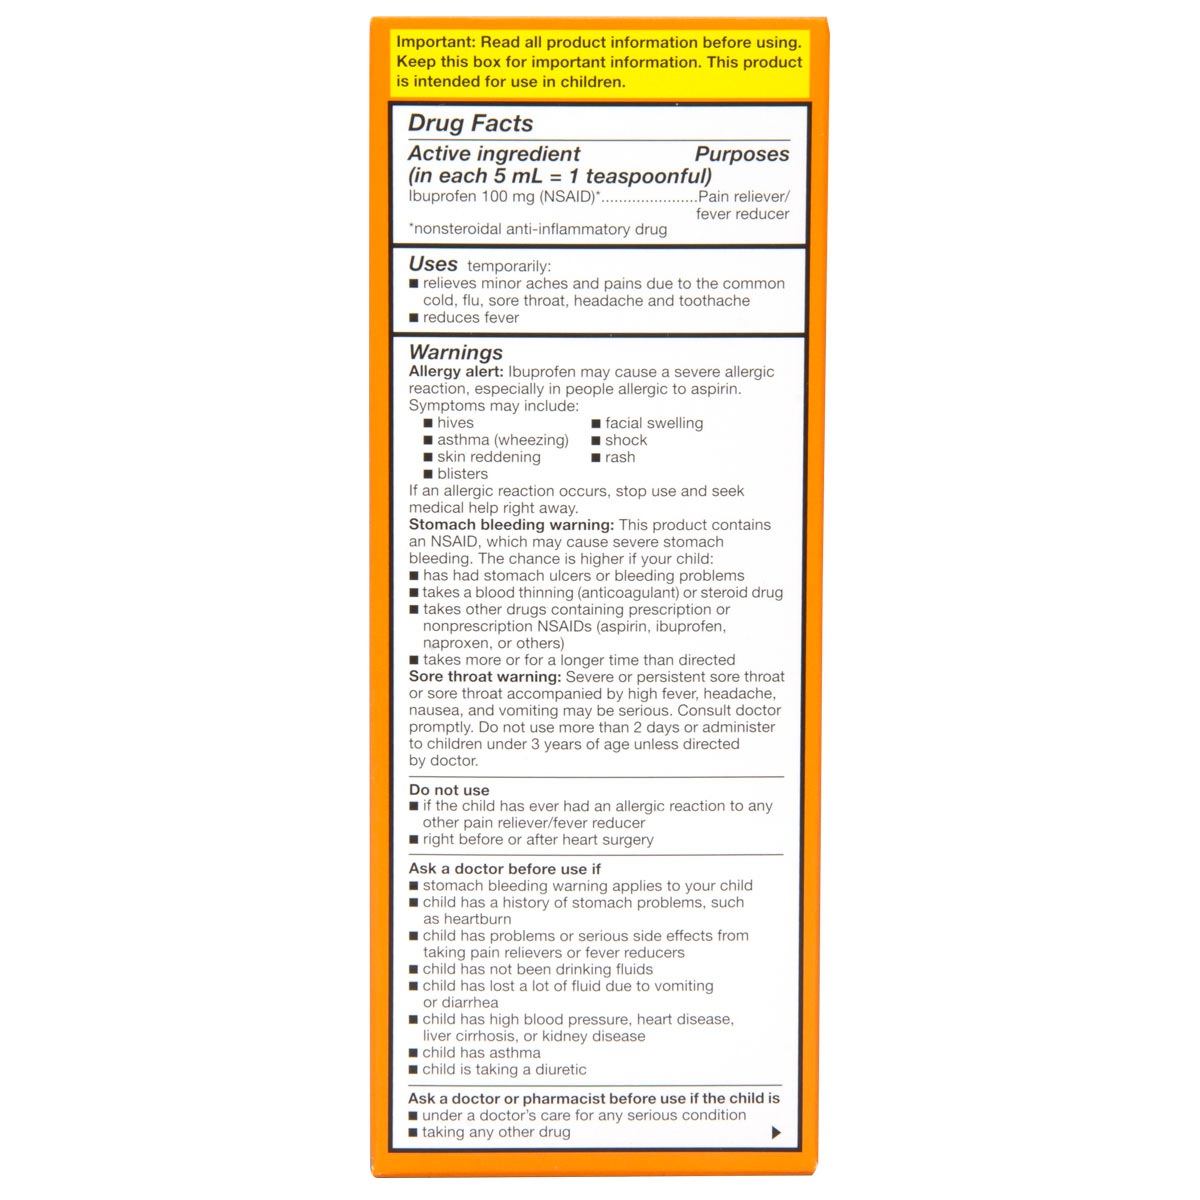 Important: Read all product information before using.
Keep this box for important information. This product
is intended for use in children.
Drug Facts
Active ingredient Purposes
(in each 5 mL = 1 teaspoonful)
Ibuprofen 100 mg (NSAID)*......................Pain reliever/
fever reducer
*nonsteroidal anti-inflammatory drug
Uses temporarily:
■ relieves minor aches and pains due to the common
cold, flu, sore throat, headache and toothache
■ reduces fever
Warnings
Allergy alert: Ibuprofen may cause a severe allergic
reaction, especially in people allergic to aspirin.
Symptoms may include:
■ hives ■ facial swelling
■ asthma (wheezing) ■ shock
■ skin reddening ■ rash
■ blisters
If an allergic reaction occurs, stop use and seek
medical help right away.
Stomach bleeding warning: This product contains
an NSAID, which may cause severe stomach
bleeding. The chance is higher if your child:
■ has had stomach ulcers or bleeding problems
■ takes a blood thinning (anticoagulant) or steroid drug
■ takes other drugs containing prescription or
nonprescription NSAIDs (aspirin, ibuprofen,
naproxen, or others)
■ takes more or for a longer time than directed
Sore throat warning: Severe or persistent sore throat
or sore throat accompanied by high fever, headache,
nausea, and vomiting may be serious. Consult doctor
promptly. Do not use more than 2 days or administer
to children under 3 years of age unless directed
by doctor.
Do not use
■ if the child has ever had an allergic reaction to any
other pain reliever/fever reducer
■ right before or after heart surgery
Ask a doctor before use if
■ stomach bleeding warning applies to your child
■ child has a history of stomach problems, such
as heartburn
■ child has problems or serious side effects from
taking pain relievers or fever reducers
■ child has not been drinking fluids
■ child has lost a lot of fluid due to vomiting
or diarrhea
■ child has high blood pressure, heart disease,
liver cirrhosis, or kidney disease
■ child has asthma
■ child is taking a diuretic
Ask a doctor or pharmacist before use if the child is
■ under a doctor's care for any serious condition
■ taking any other drug